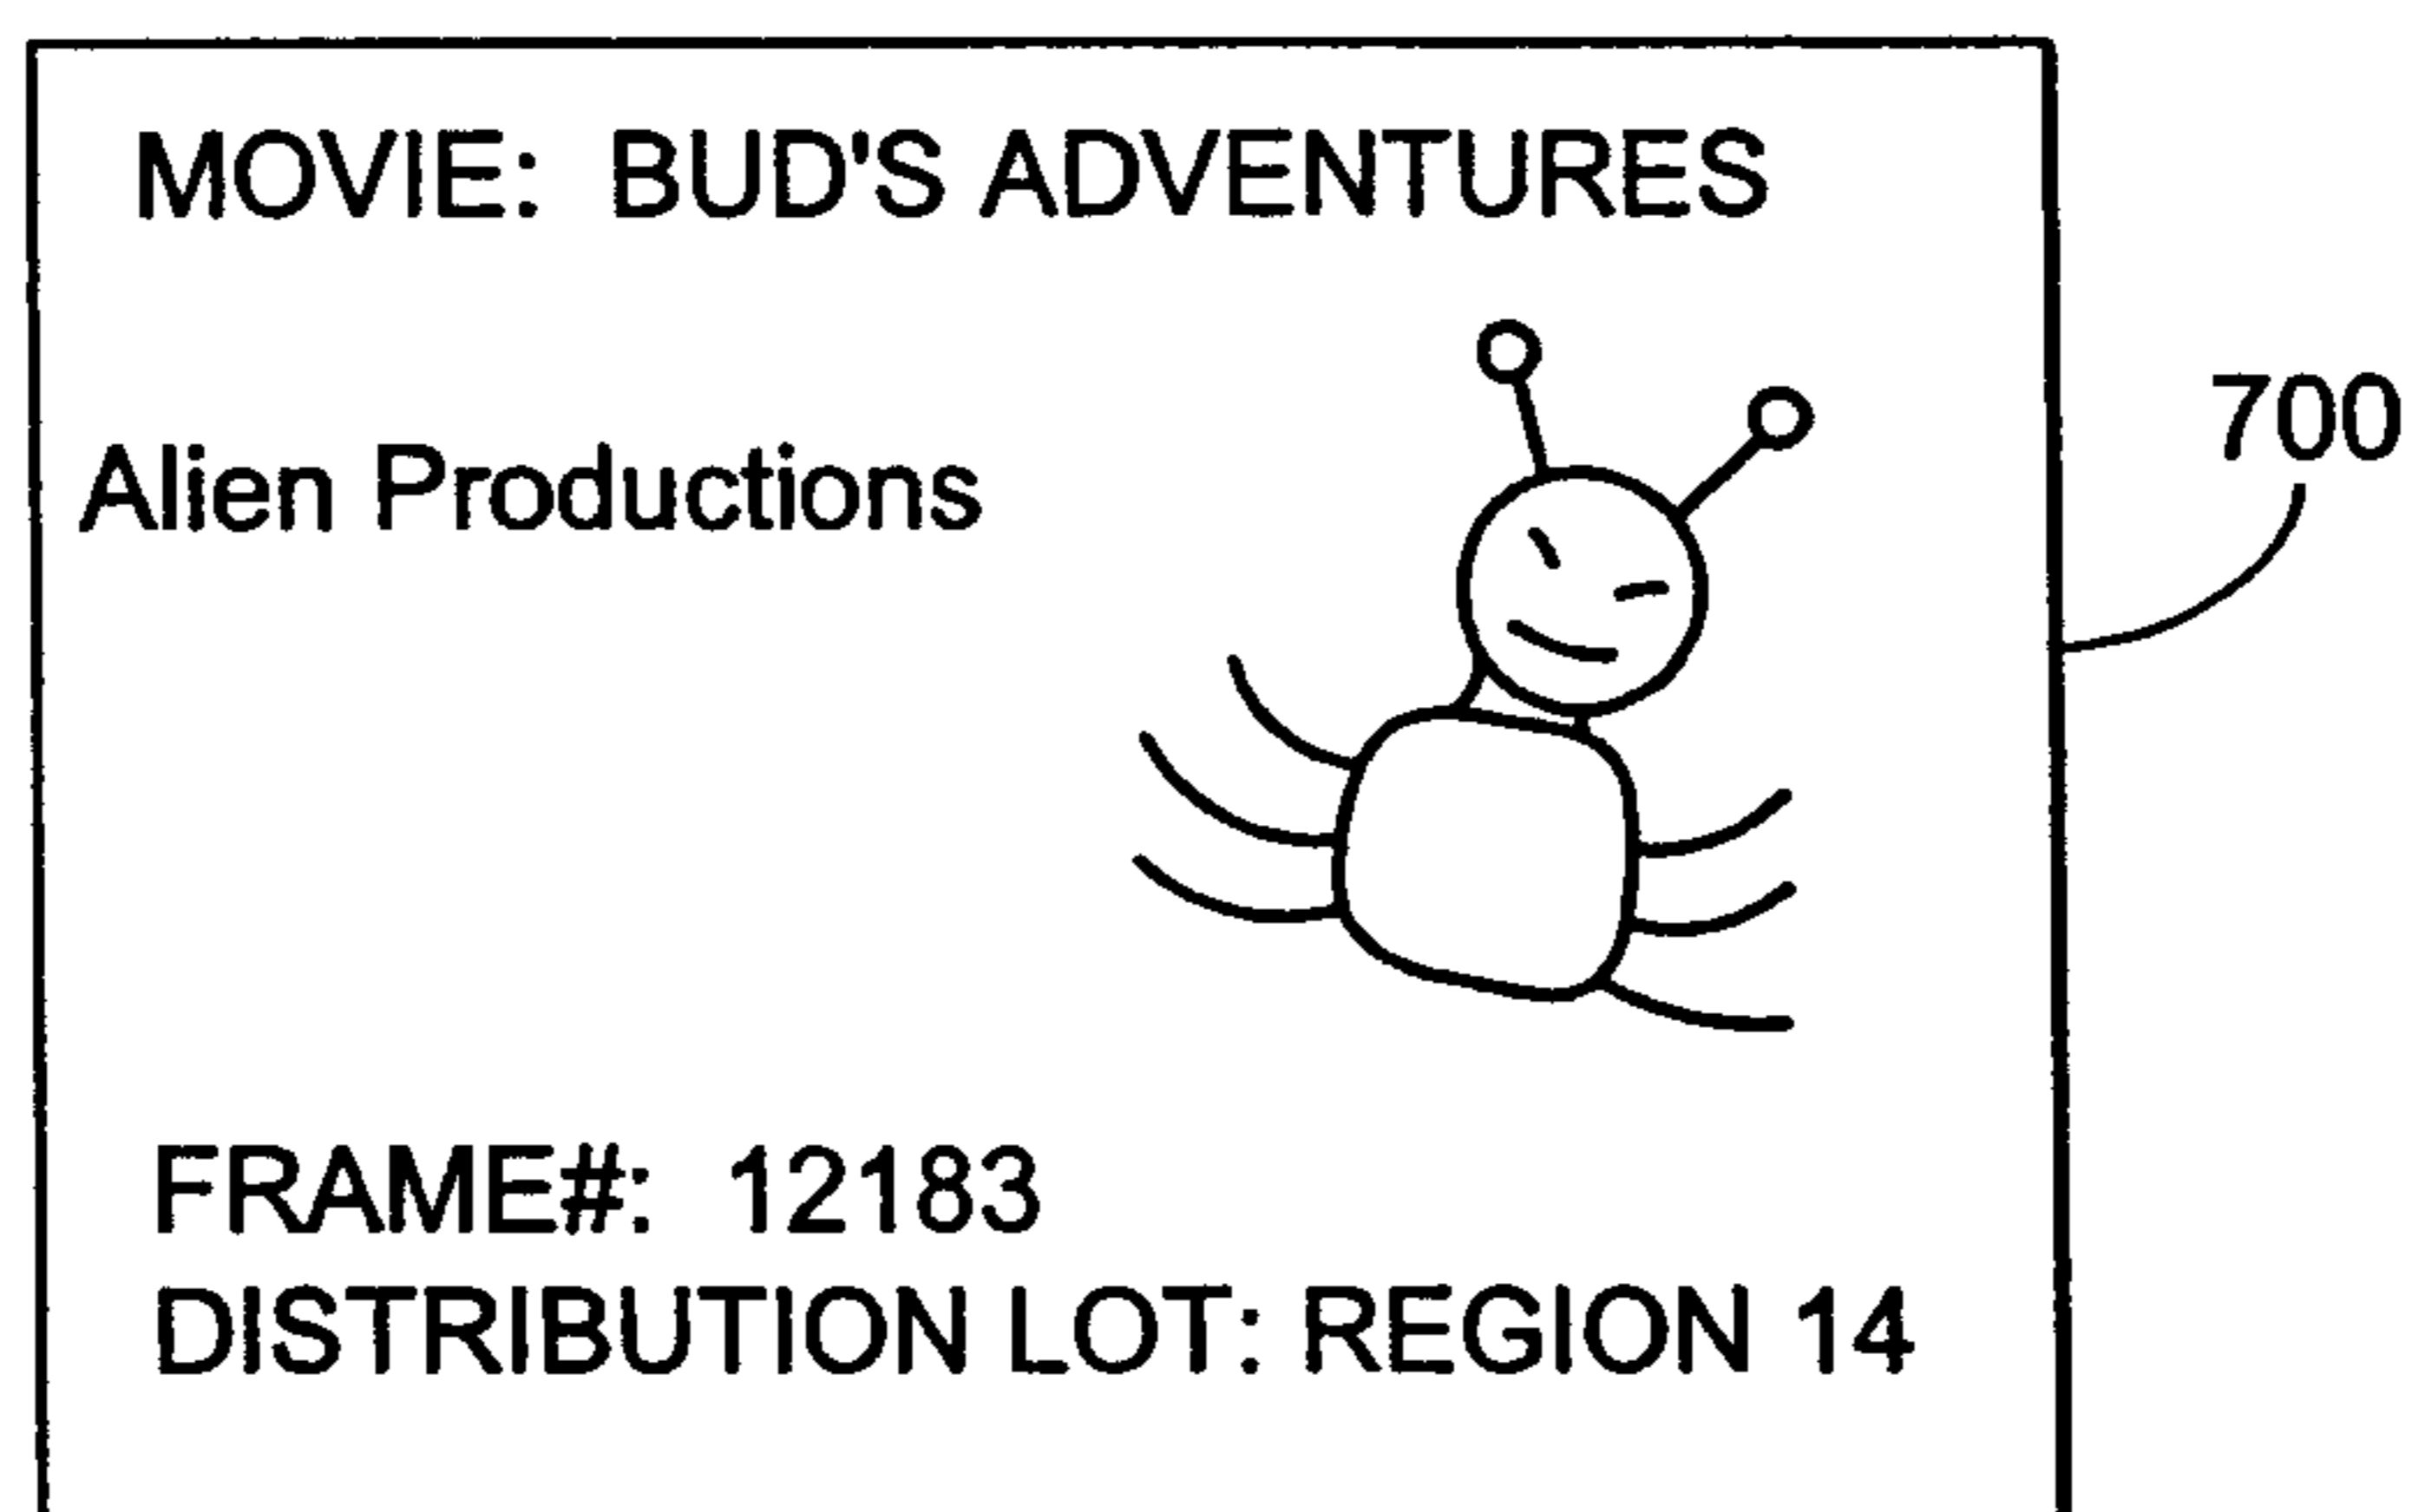 MOVIE: BUD'S ADVENTURES
Alien Productions
700
FRAME#: 12183
DISTRIBUTION LOT: REGION 14